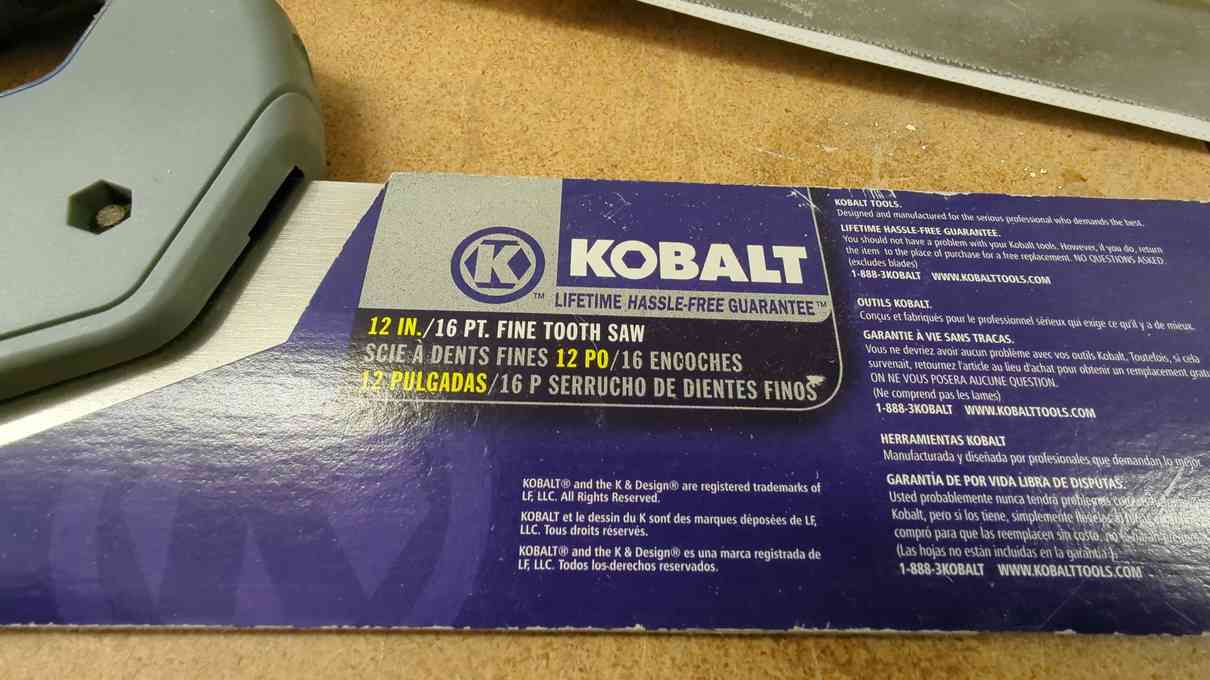 K
KOBALT
™ LIFETIME HASSLE-FREE GUARANTEE™
12 IN./16 PT. FINE TOOTH SAW
SCIE À DENTS FINES 12 PO/16 ENCOCHES
12 PULGADAS/16 P SERRUCHO DE DIENTES FINOS
KOBALT® and the K & Design® are registered trademarks of
LF, LLC. All Rights Reserved.
KOBALT et le dessin du K sont des marques déposées de LF,
LLC. Tous droits réservés.
KOBALT® and the K & Design® es una marca registrada de
LF, LLC. Todos los derechos reservados.
KOBALT TOOLS.
Designed and manufactured for the serious professional who demands the best.
LIFETIME HASSLE-FREE GUARANTEE.
You should not have a problem with your Kobalt tools. However, if you do, return
the item to the place of purchase for a free replacement. NO QUESTIONS ASKED.
(excludes blades)
1-888-3KOBALT WWW.KOBALTTOOLS.COM
OUTILS KOBALT.
Conçus et fabriqués pour le professionnel sérieux qui exige ce qu'il y a de mieux.
GARANTIE À VIE SANS TRACAS.
Vous ne devriez avoir aucun problème avec vos outils Kobalt. Toutefois, si cela
survenait, retournez l'article au lieu d'achat pour obtenir un remplacement gratu
ON NE VOUS POSERA AUCUNE QUESTION.
(Ne comprend pas les lames)
1-888-3KOBALT WWW.KOBALTTOOLS.COM
HERRAMIENTAS KOBALT
Manufacturada y diseñada por profesionales que demandan lo mejor
GARANTÍA DE POR VIDA LIBRA DE DISPUTAS.
Usted probablemente nunca tendrá problemas
Kobalt, pero si los tiene, simplemente
compró para que las reemplacen sin costo. no
(Las hojas no están incluidas en la garantía).
1-888-3KOBALT WWW.KOBALTTOOLS.COM